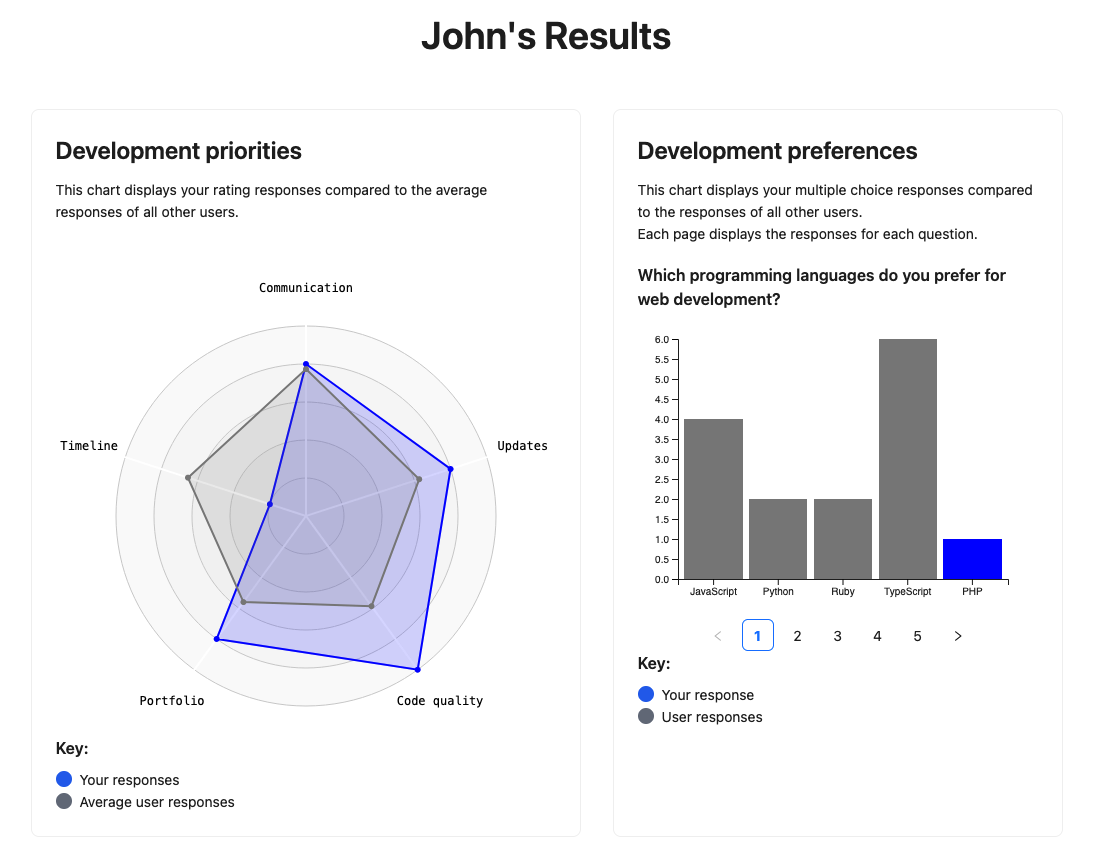 John's Results
Development priorities
This chart displays your rating responses compared to the average
responses of all other users.
Communication
Timeline
Updates
Portfolio
Code quality
Key:
Your responses
Average user responses
Development preferences
This chart displays your multiple choice responses compared
to the responses of all other users.
Each page displays the responses for each question.
Which programming languages do you prefer for
web development?
6.0
5.5
5.0
4.5
4.0
3.5
3.0
2.5
2.0
1.5
1.0
0.5
0.0
JavaScript Python Ruby TypeScript PHP
< 1 2 3 4 5 >
Key:
Your response
User responses